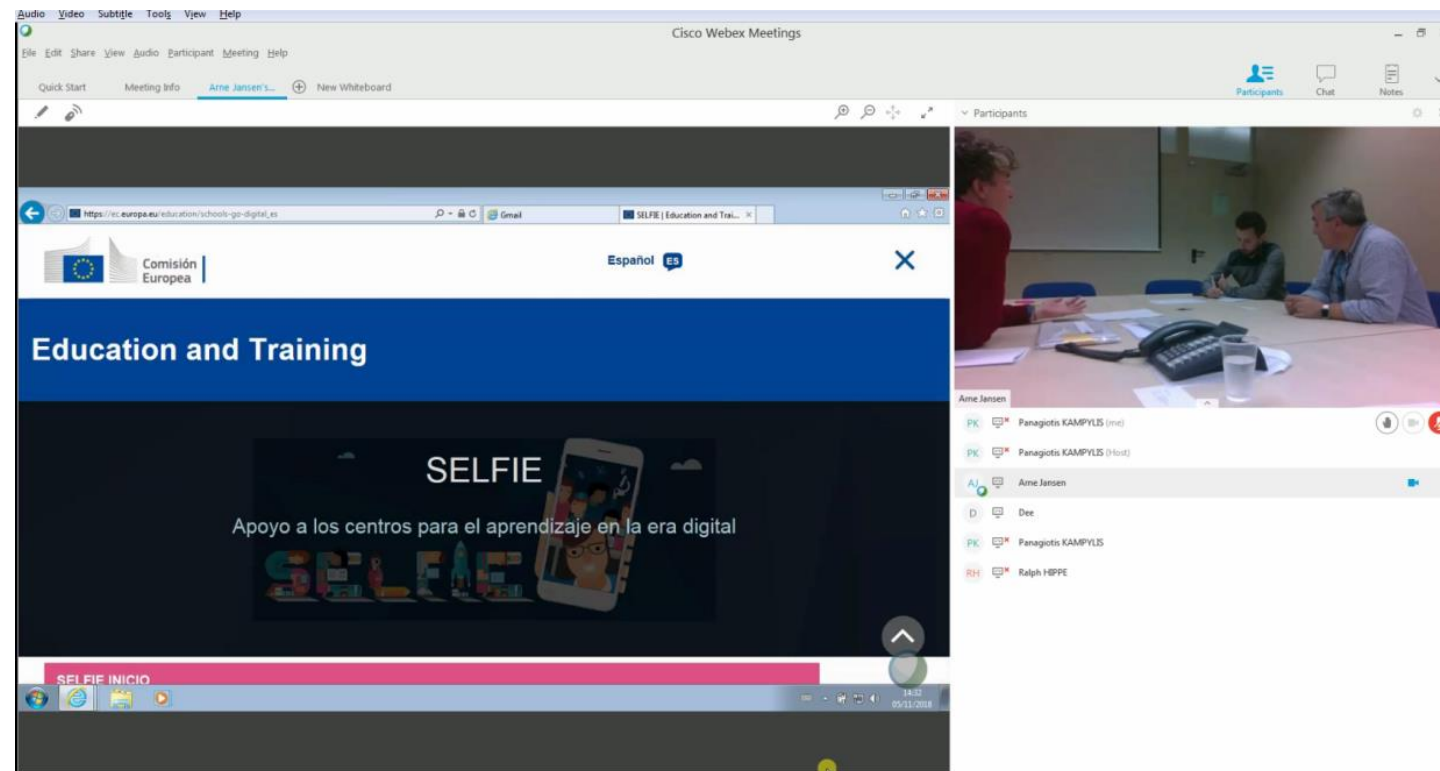 Audio Video Subtitle Tools View Help
Cisco Webex Meetings
File Edit Share View Audio Participant Meeting Help
Quick Start Meeting Info Arne Jansen's... New Whiteboard
Participants Chat Notes
Participants
https://ec.europa.eu/education/schools-go-digital_es
Gmail
SELFIE | Education and Trai...
Comisión
Europea
Español ES
Education and Training
SELFIE
Apoyo a los centros para el aprendizaje en la era digital
SELFIE
SELFIE INICIO
14:32
05/11/2018
Arne Jansen
PK Panagiotis KAMPYLIS (me)
PK Panagiotis KAMPYLIS (Host)
AJ Arne Jansen
D Dee
PK Panagiotis KAMPYLIS
RH Ralph HIPPE